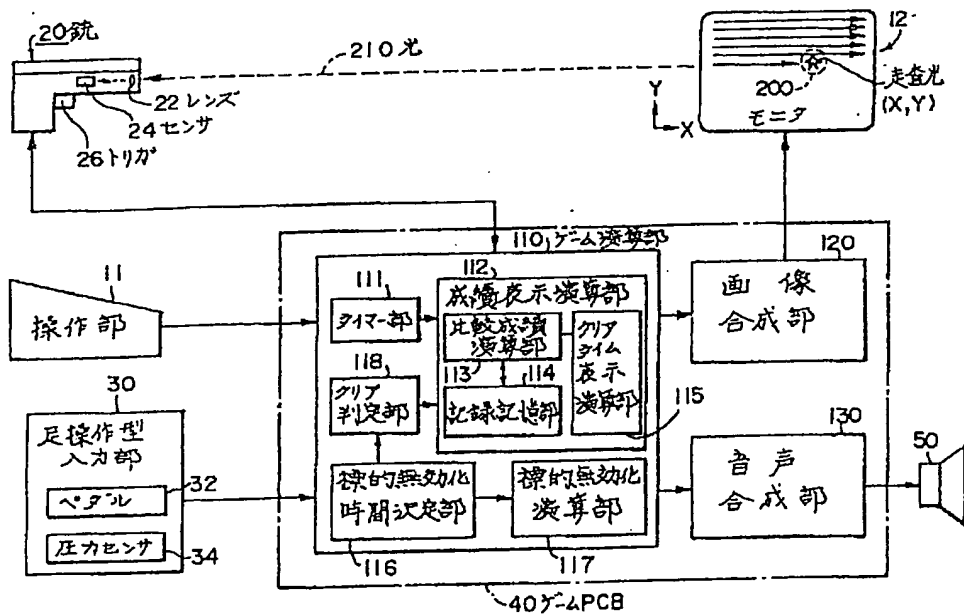 20銃
210光
12
22レンズ
24センサ
26トリガ
200
走査光
(X,Y)
Y
X
モニタ
110ゲーム演算部
11
操作部
111
タイマー部
112
成績表示演算部
比較成績
演算部
113
114
記録記憶部
クリア
タイム
表示
演算部
115
118
クリア
判定部
120
画像
合成部
30
足操作型
入力部
ペダル
32
圧力センサ
34
標的無効化
時間決定部
116
標的無効化
演算部
117
130
音声
合成部
50
40ゲームPCB